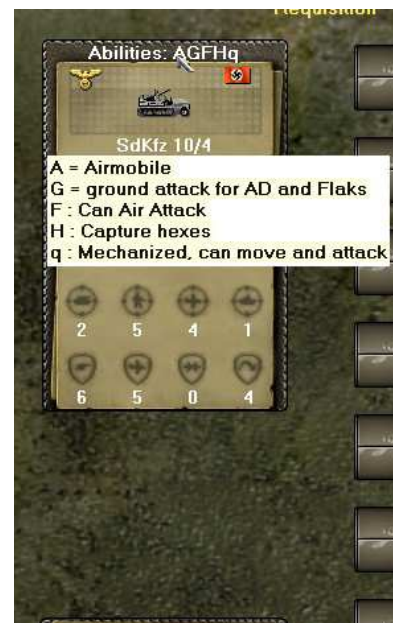 Requisition
Abilities: AGFHq
SdKfz 10/4
A = Airmobile
G = ground attack for AD and Flaks
F : Can Air Attack
H : Capture hexes
q : Mechanized, can move and attack
2 5 4 1
6 5 0 4